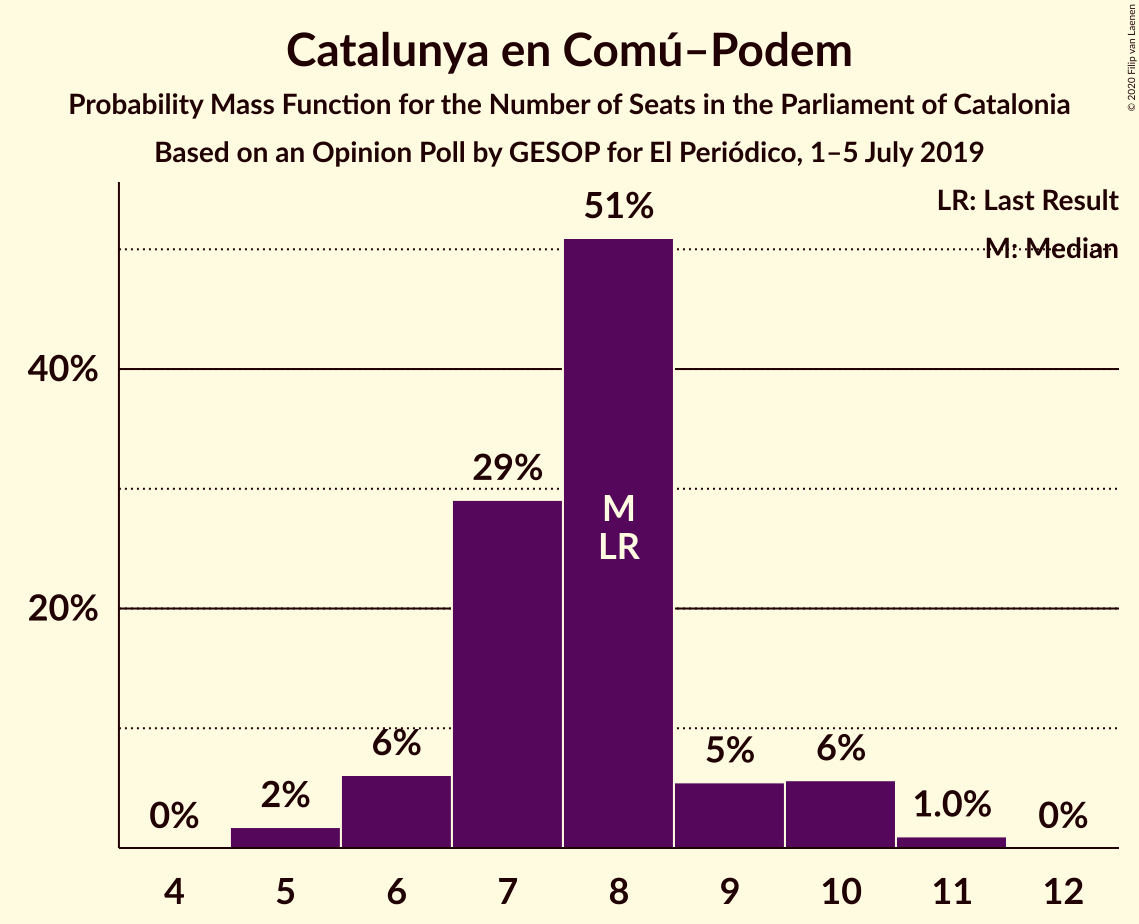 Catalunya en Comú–Podem
Probability Mass Function for the Number of Seats in the Parliament of Catalonia
Based on an Opinion Poll by GESOP for El Periódico, 1–5 July 2019
© 2020 Filip van Laenen
LR: Last Result
M: Median
51%
40%
29%
M
LR
20%
0%
2%
6%
5%
6%
1.0%
0%
4 5 6 7 8 9 10 11 12